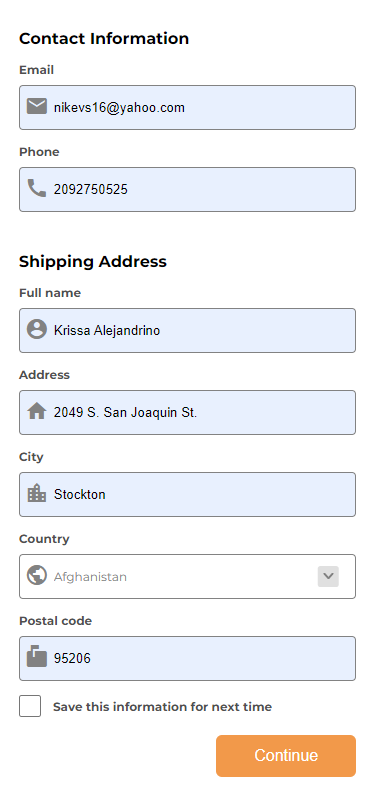 Contact Information
Email
nikevs16@yahoo.com
Phone
2092750525
Shipping Address
Full name
Krissa Alejandrino
Address
2049 S. San Joaquin St.
City
Stockton
Country
Afghanistan
Postal code
95206
Save this information for next time
Continue